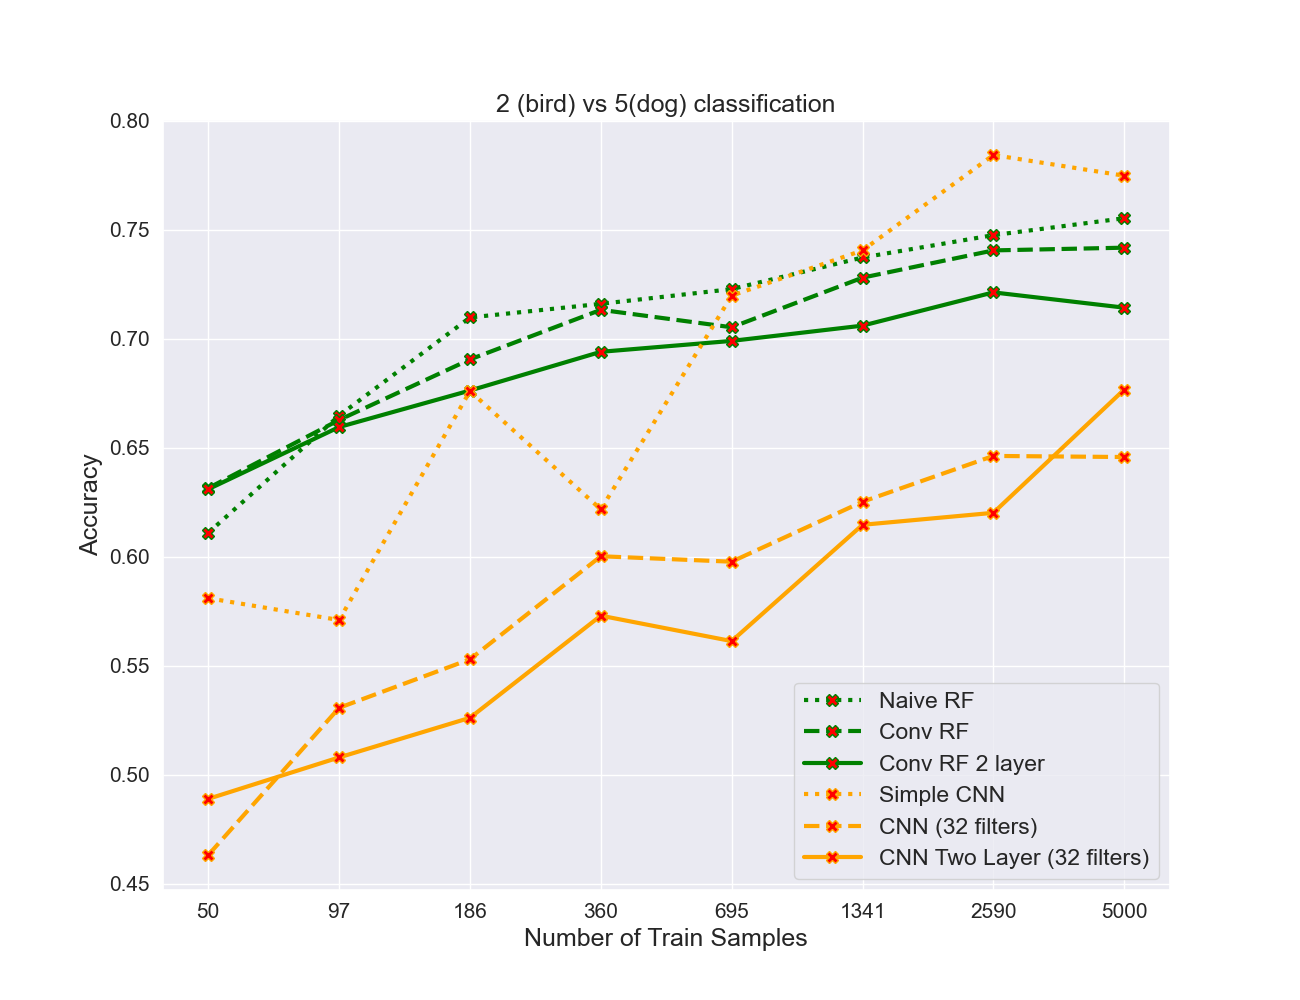 2 (bird) vs 5(dog) classification
0.80
0.75
0.70
0.65
0.60
0.55
0.50
0.45
Accuracy
Naive RF
Conv RF
Conv RF 2 layer
Simple CNN
CNN (32 filters)
CNN Two Layer (32 filters)
50 97 186 360 695 1341 2590 5000
Number of Train Samples